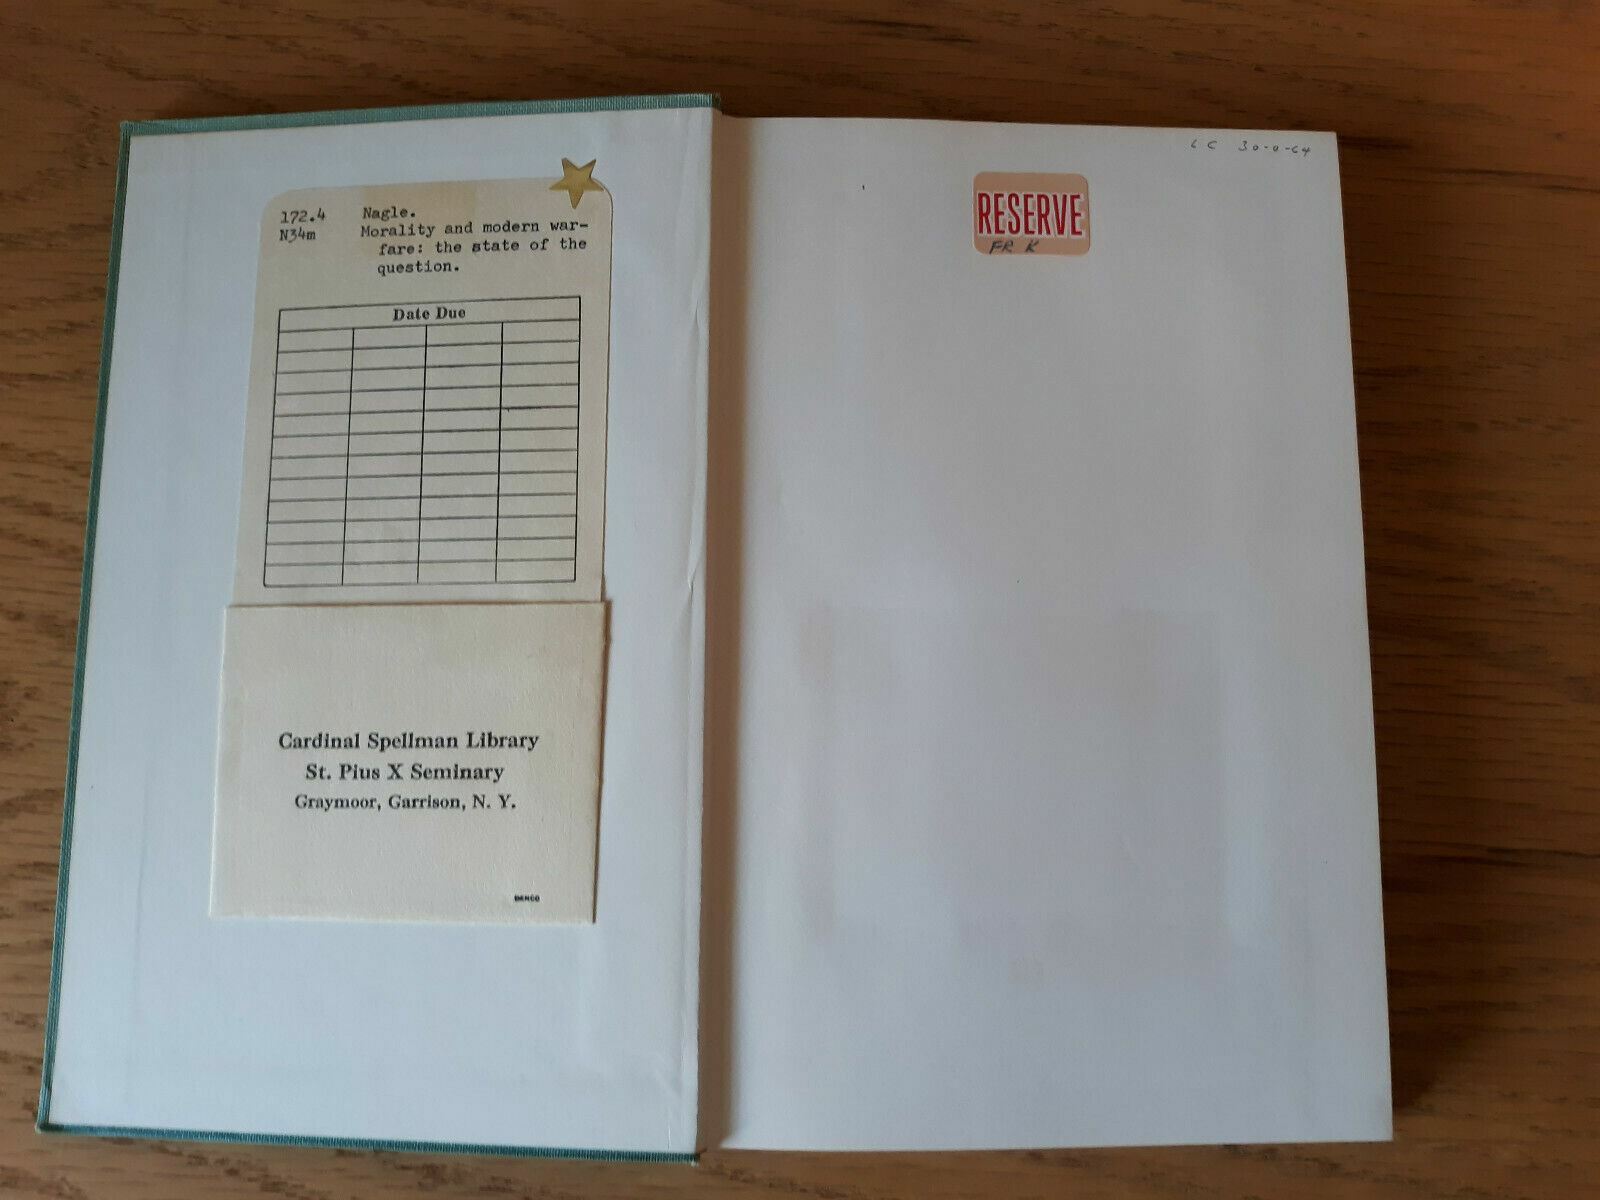 172.4 Nagle.
N34m Morality and modern war-
fare: the state of the
question.
Date Due
Cardinal Spellman Library
St. Pius X Seminary
Graymoor, Garrison, N. Y.
DEMCO
RESERVE
FR K